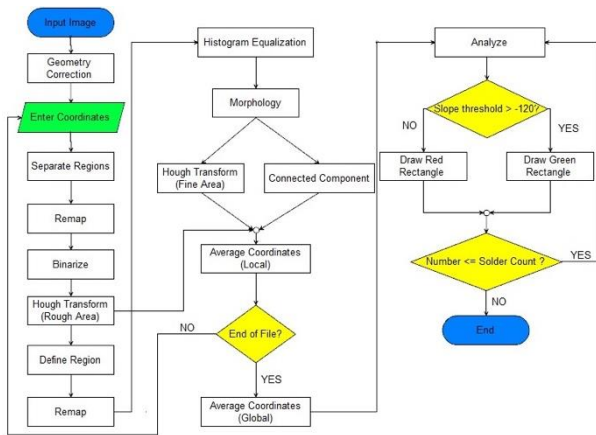 Input Image
Geometry
Correction
Enter Coordinates
Separate Regions
Remap
Binarize
Hough Transform
(Rough Area)
Define Region
Remap
Histogram Equalization
Morphology
Hough Transform
(Fine Area)
Connected Component
Average Coordinates
(Local)
End of File?
NO
YES
Average Coordinates
(Global)
Analyze
Slope threshold > -120?
NO
YES
Draw Red
Rectangle
Draw Green
Rectangle
Number <= Solder Count ?
YES
NO
End